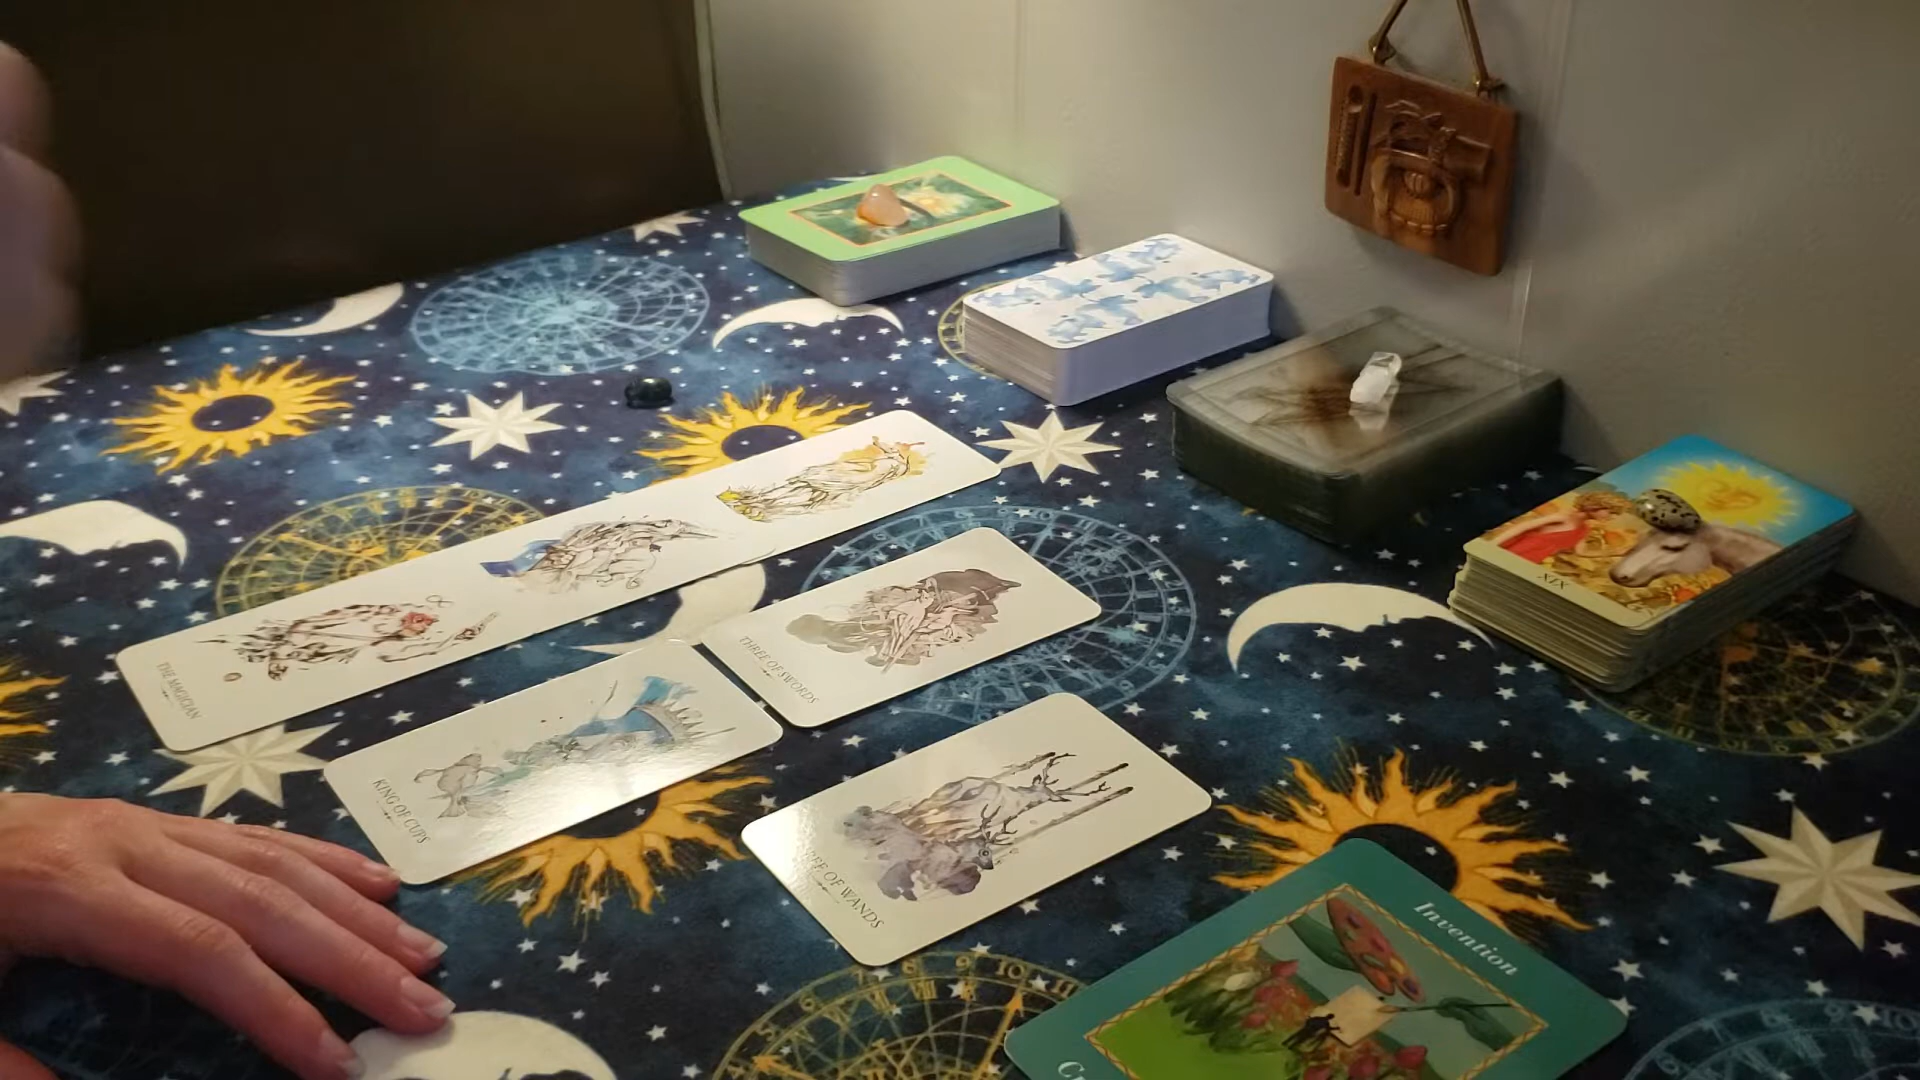 THE MAGICIAN
KING OF CUPS
THREE OF SWORDS
OF WANDS
XIX
Invention